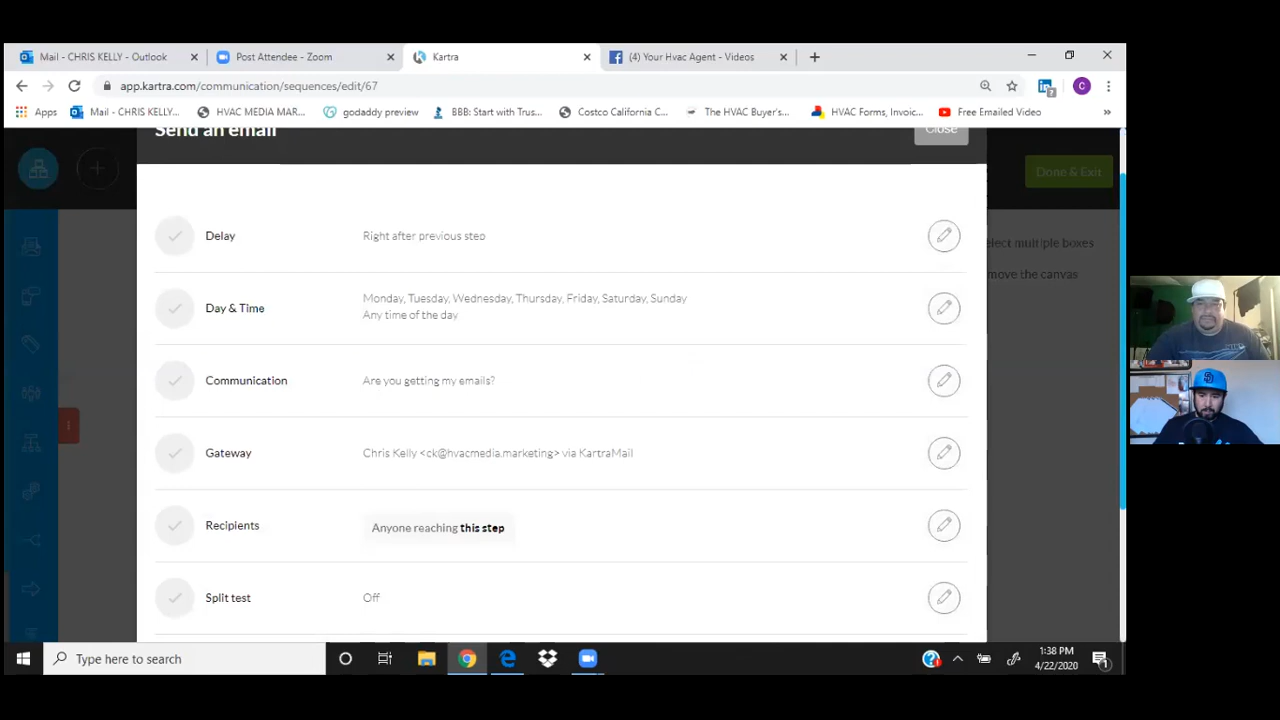 Mail - CHRIS KELLY - Outlook
Post Attendee - Zoom
Kartra
(4) Your Hvac Agent - Videos
app.kartra.com/communication/sequences/edit/67
Apps
Mail - CHRIS KELLY...
HVAC MEDIA MAR...
godaddy preview
BBB: Start with Trus...
Costco California C...
The HVAC Buyer's...
HVAC Forms, Invoic...
Free Emailed Video
Send an email
Close
Done & Exit
elect multiple boxes
move the canvas
Delay
Right after previous step
Day & Time
Monday, Tuesday, Wednesday, Thursday, Friday, Saturday, Sunday
Any time of the day
Communication
Are you getting my emails?
Gateway
Chris Kelly <ck@hvacmedia.marketing> via KartraMail
Recipients
Anyone reaching this step
Split test
Off
Type here to search
1:38 PM
4/22/2020